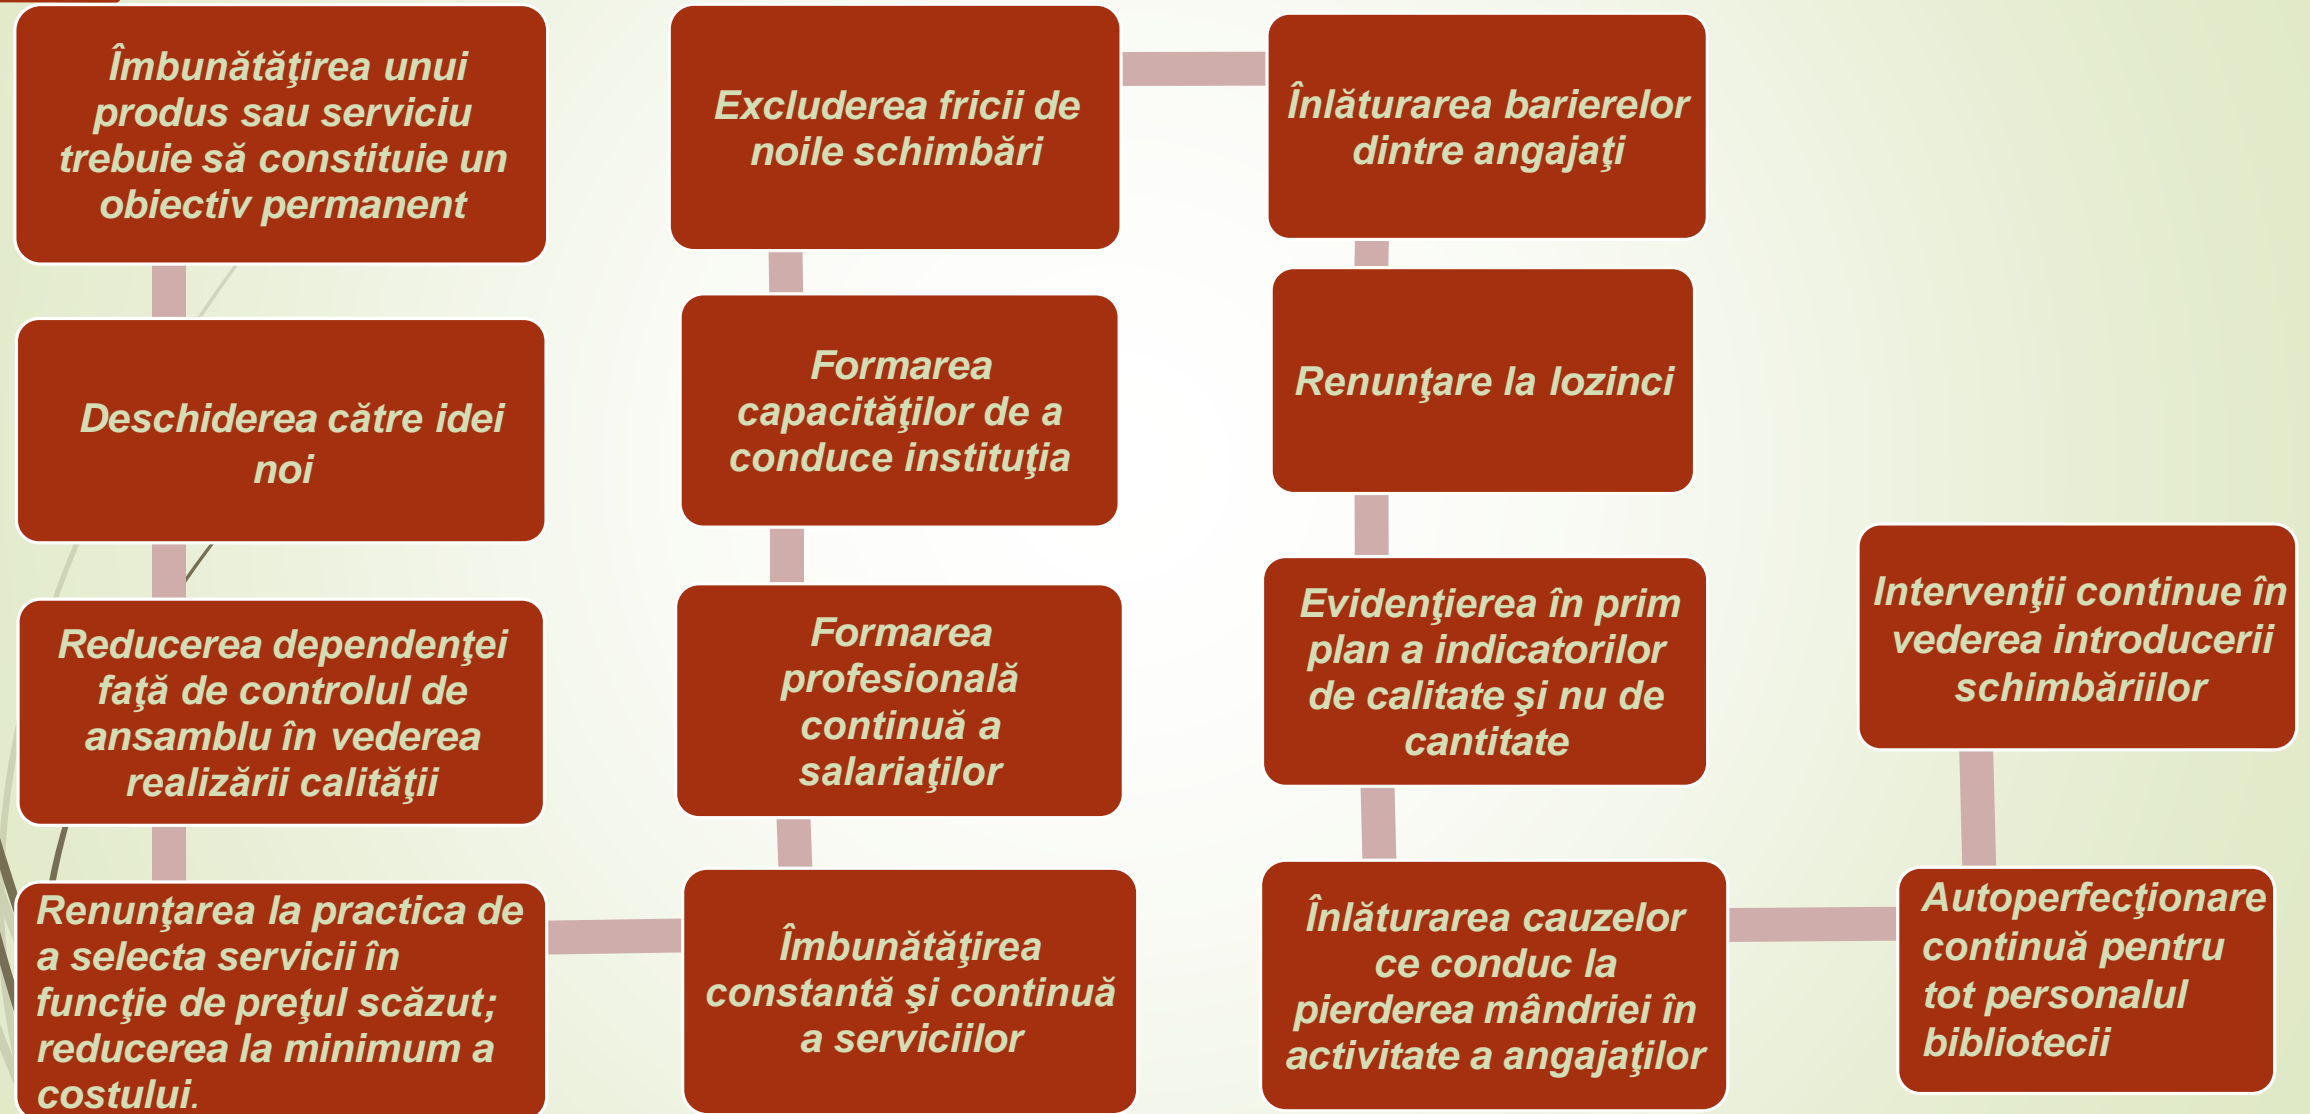 Îmbunătăţirea unui
produs sau serviciu
trebuie să constituie un
obiectiv permanent
Deschiderea către idei
noi
Reducerea dependenţei
faţă de controlul de
ansamblu în vederea
realizării calităţii
Renunţarea la practica de
a selecta servicii în
funcţie de preţul scăzut;
reducerea la minimum a
costului.
Îmbunătăţirea
constantă şi continuă
a serviciilor
Formarea
profesională
continuă a
salariaţilor
Formarea
capacităţilor de a
conduce instituţia
Excluderea fricii de
noile schimbări
Înlăturarea barierelor
dintre angajaţi
Renunţare la lozinci
Evidenţierea în prim
plan a indicatorilor
de calitate şi nu de
cantitate
Înlăturarea cauzelor
ce conduc la
pierderea mândriei în
activitate a angajaţilor
Autoperfecţionare
continuă pentru
tot personalul
bibliotecii
Intervenţii continue în
vederea introducerii
schimbăriilor